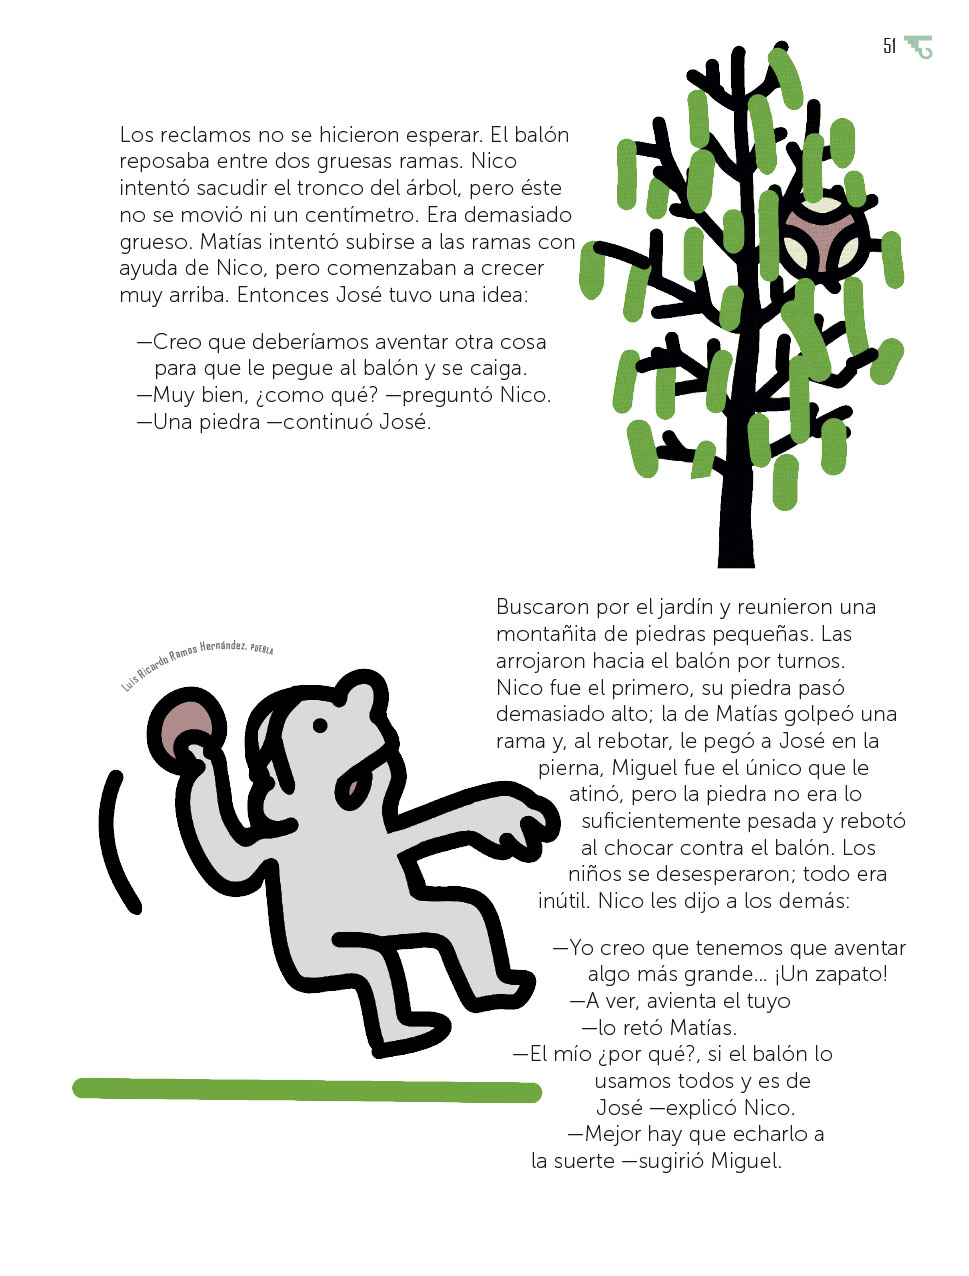 51
Los reclamos no se hicieron esperar. El balón
reposaba entre dos gruesas ramas. Nico
intentó sacudir el tronco del árbol, pero éste
no se movió ni un centímetro. Era demasiado
grueso. Matías intentó subirse a las ramas con
ayuda de Nico, pero comenzaban a crecer
muy arriba. Entonces José tuvo una idea:
—Creo que deberíamos aventar otra cosa
para que le pegue al balón y se caiga.
—Muy bien, ¿como qué? —preguntó Nico.
—Una piedra —continuó José.
Buscaron por el jardín y reunieron una
montañita de piedras pequeñas. Las
arrojaron hacia el balón por turnos.
Nico fue el primero, su piedra pasó
demasiado alto; la de Matías golpeó una
rama y, al rebotar, le pegó a José en la
pierna, Miguel fue el único que le
atinó, pero la piedra no era lo
suficientemente pesada y rebotó
al chocar contra el balón. Los
niños se desesperaron; todo era
inútil. Nico les dijo a los demás:
—Yo creo que tenemos que aventar
algo más grande... ¡Un zapato!
—A ver, avienta el tuyo
—lo retó Matías.
—El mío ¿por qué?, si el balón lo
usamos todos y es de
José —explicó Nico.
—Mejor hay que echarlo a
la suerte —sugirió Miguel.
Luis Ricardo Ramos Hernández. PUEBLA